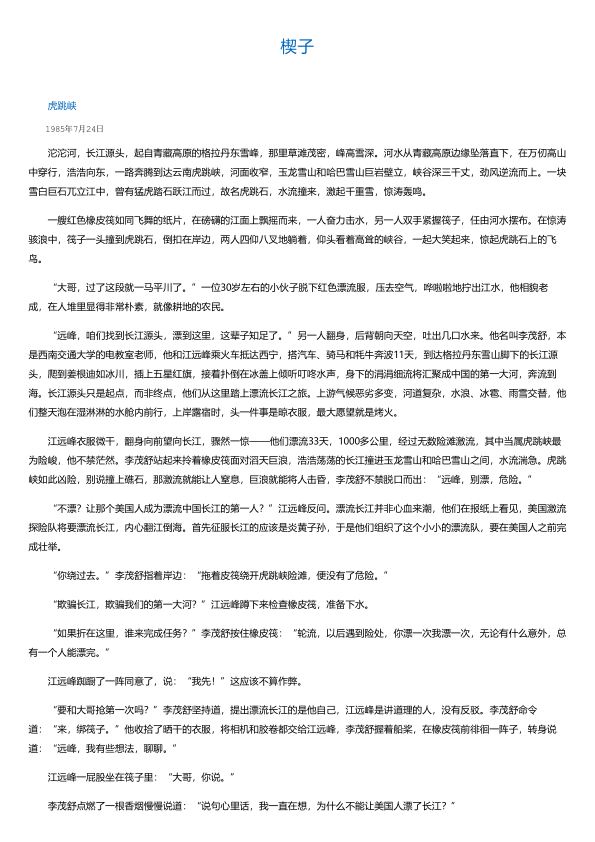 楔子
虎跳峡
1985年7月24日
沱沱河，长江源头，起自青藏高原的格拉丹东雪峰，那里草滩茂密，峰高雪深。河水从青藏高原边缘坠落直下，在万仞高山
中穿行，浩浩向东，一路奔腾到达云南虎跳峡，河面收窄，玉龙雪山和哈巴雪山巨岩壁立，峡谷深三千丈，劲风逆流而上。一块
雪白巨石兀立江中，曾有猛虎踏石跃江而过，故名虎跳石，水流撞来，激起千重雪，惊涛轰鸣。
一艘红色橡皮筏如同飞舞的纸片，在磅礴的江面上飘摇而来，一人奋力击水，另一人双手紧握筏子，任由河水摆布。在惊涛
骇浪中，筏子一头撞到虎跳石，倒扣在岸边，两人四仰八叉地躺着，仰头看着高耸的峡谷，一起大笑起来，惊起虎跳石上的飞
鸟。
“大哥，过了这段就一马平川了。”一位30岁左右的小伙子脱下红色漂流服，压去空气，哗啦啦地拧出江水，他相貌老
成，在人堆里显得非常朴素，就像耕地的农民。
“远峰，咱们找到长江源头，漂到这里，这辈子知足了。”另一人翻身，后背朝向天空，吐出几口水来。他名叫李茂舒，本
是西南交通大学的电教室老师，他和江远峰乘火车抵达西宁，搭汽车、骑马和牦牛奔波11天，到达格拉丹东雪山脚下的长江源
头，爬到姜根迪如冰川，插上五星红旗，接着扑倒在冰盖上倾听叮咚水声，身下的涓涓细流将汇聚成中国的第一大河，奔流到
海。长江源头只是起点，而非终点，他们从这里踏上漂流长江之旅。上游气候恶劣多变，河道复杂，水浪、冰雹、雨雪交替，他
们整天泡在湿淋淋的水舱内前行，上岸露宿时，头一件事是晾衣服，最大愿望就是烤火。
江远峰衣服微干，翻身向前望向长江，骤然一惊——他们漂流33天，1000多公里，经过无数险滩激流，其中当属虎跳峡最
为险峻，他不禁茫然。李茂舒站起来拎着橡皮筏面对滔天巨浪，浩浩荡荡的长江撞进玉龙雪山和哈巴雪山之间，水流湍急。虎跳
峡如此凶险，别说撞上礁石，那激流就能让人窒息，巨浪就能将人击昏，李茂舒不禁脱口而出：“远峰，别漂，危险。”
“不漂？让那个美国人成为漂流中国长江的第一人？”江远峰反问。漂流长江并非心血来潮，他们在报纸上看见，美国激流
探险队将要漂流长江，内心翻江倒海。首先征服长江的应该是炎黄子孙，于是他们组织了这个小小的漂流队，要在美国人之前完
成壮举。
“你绕过去。”李茂舒指着岸边：“拖着皮筏绕开虎跳峡险滩，便没有了危险。”
“欺骗长江，欺骗我们的第一大河？”江远峰蹲下来检查橡皮筏，准备下水。
“如果折在这里，谁来完成任务？”李茂舒按住橡皮筏：“轮流，以后遇到险处，你漂一次我漂一次，无论有什么意外，总
有一个人能漂完。”
江远峰踟蹰了一阵同意了，说：“我先！”这应该不算作弊。
“要和大哥抢第一次吗？”李茂舒坚持道，提出漂流长江的是他自己，江远峰是讲道理的人，没有反驳。李茂舒命令
道：“来，绑筏子。”他收拾了晒干的衣服，将相机和胶卷都交给江远峰，李茂舒握着船桨，在橡皮筏前徘徊一阵子，转身说
道：“远峰，我有些想法，聊聊。”
江远峰一屁股坐在筏子里：“大哥，你说。”
李茂舒点燃了一根香烟慢慢说道：“说句心里话，我一直在想，为什么不能让美国人漂了长江？”